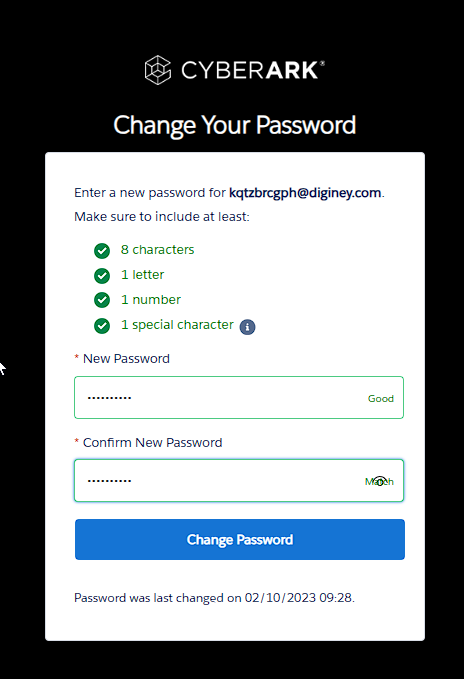 CYBERARK®
Change Your Password
Enter a new password for kqtzbrcgph@diginey.com.
Make sure to include at least:
8 characters
1 letter
1 number
1 special character i
* New Password
•••••••••• Good
* Confirm New Password
•••••••••• Match
Change Password
Password was last changed on 02/10/2023 09:28.